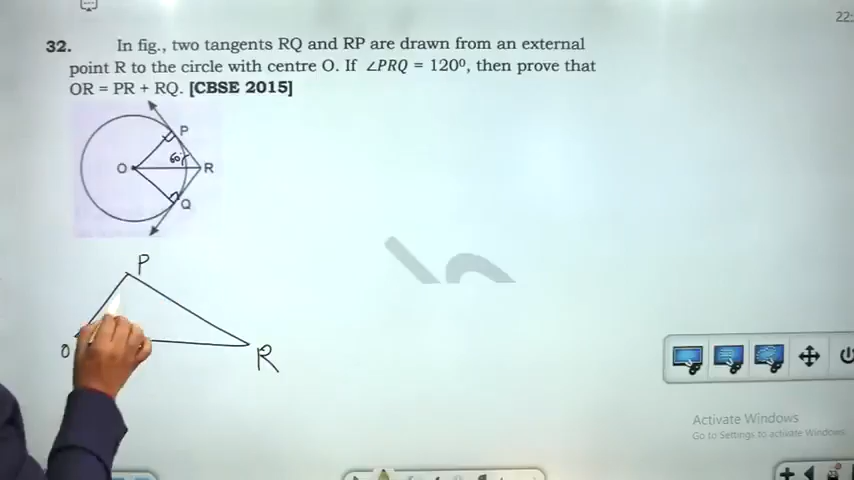 22:
32. In fig., two tangents RQ and RP are drawn from an external
point R to the circle with centre O. If ∠PRQ = 120⁰, then prove that
OR = PR + RQ. [CBSE 2015]
P
60°
O
R
Q
P
O
R
Activate Windows
Go to Settings to activate Windows